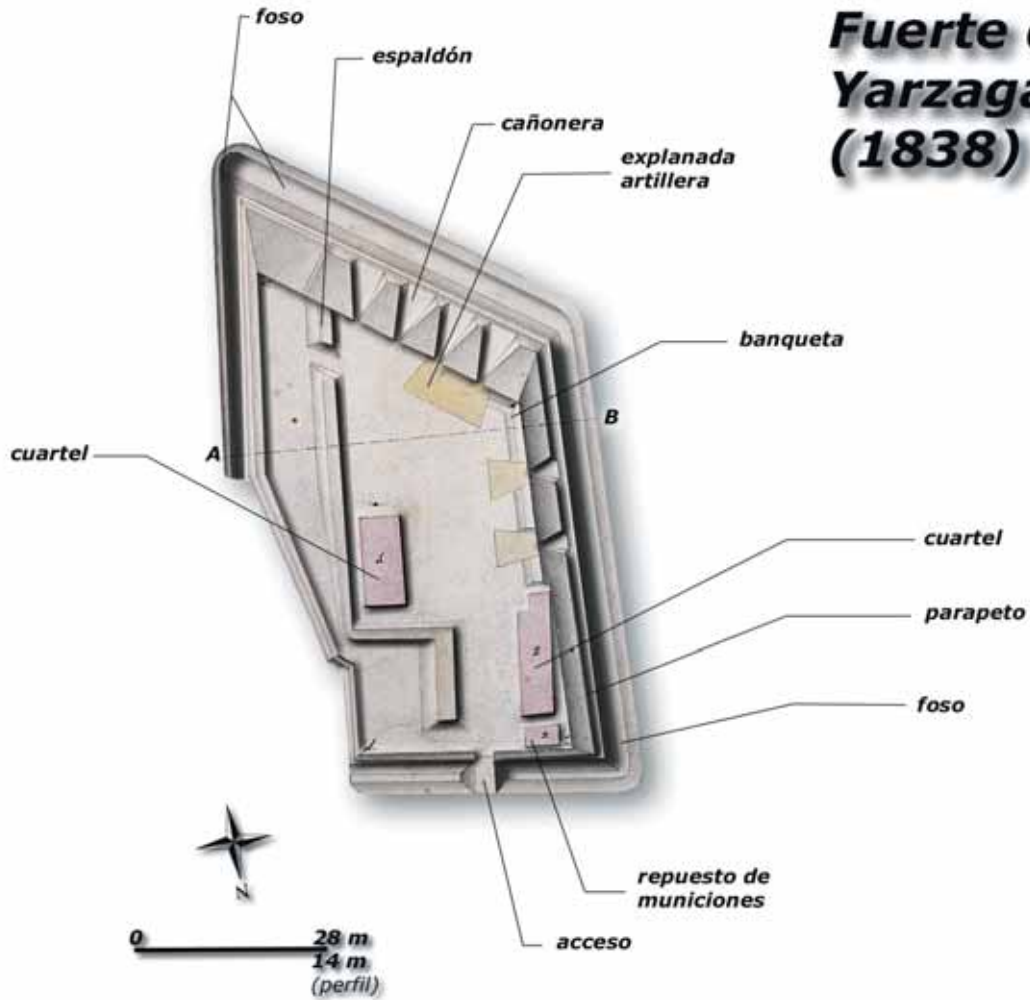 Fuerte
Yarzaga
(1838)
foso
espaldón
cañonera
explanada
artillera
banqueta
A
B
cuartel
1
cuartel
parapeto
foso
repuesto de
municiones
acceso
N
0
28 m
14 m
(perfil)